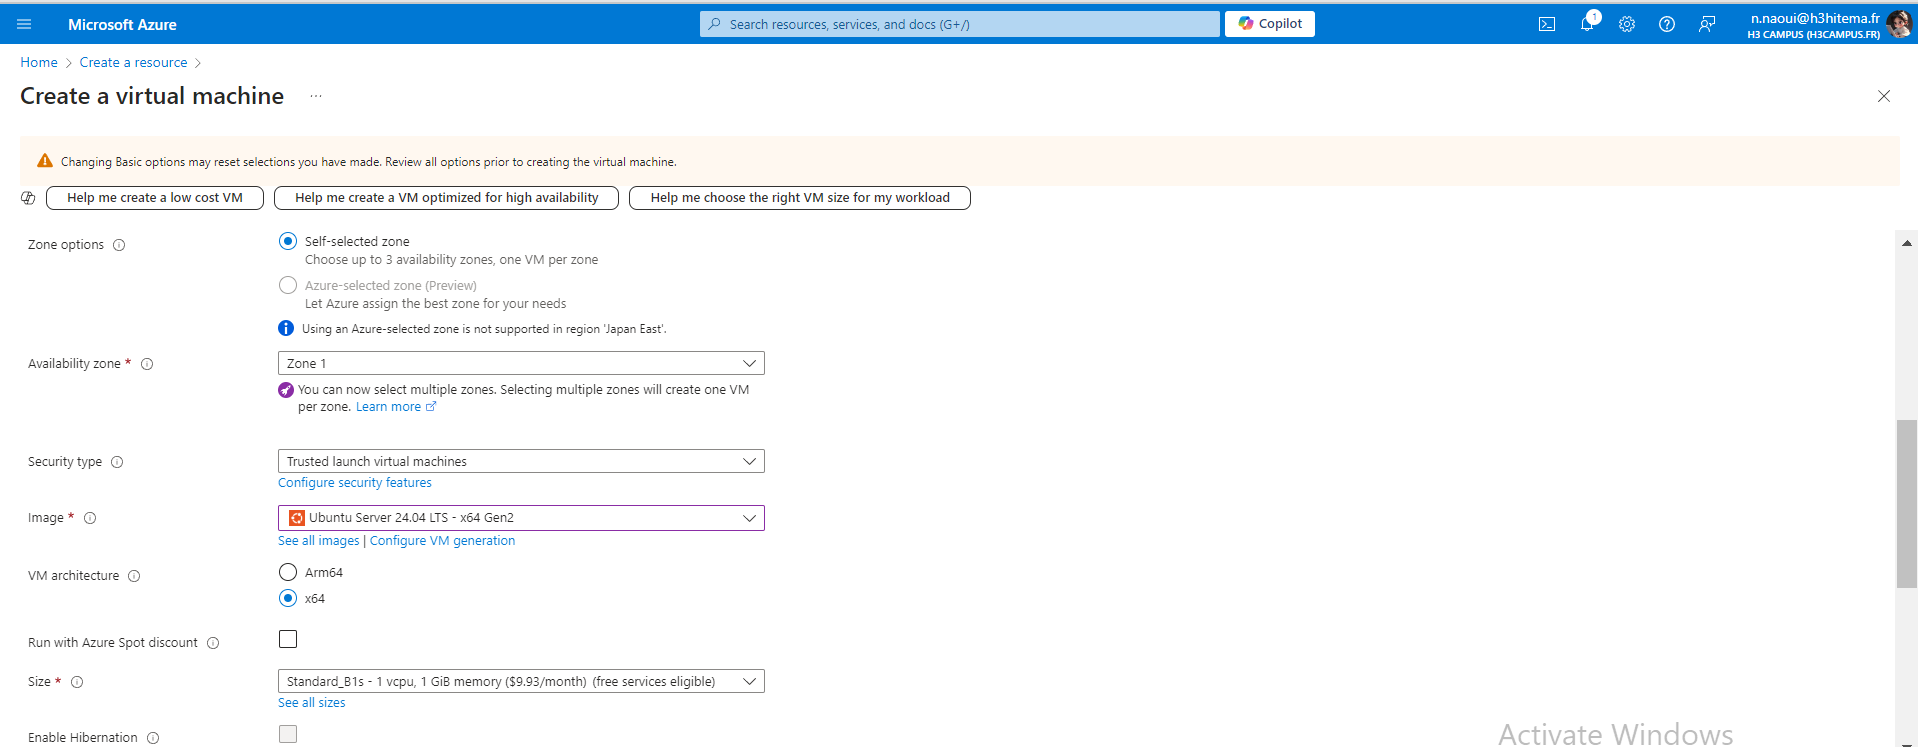 Microsoft Azure
Search resources, services, and docs (G+/)
Copilot
1
n.naoui@h3hitema.fr
H3 CAMPUS (H3CAMPUS.FR)
Home > Create a resource >
Create a virtual machine ...
Changing Basic options may reset selections you have made. Review all options prior to creating the virtual machine.
Help me create a low cost VM
Help me create a VM optimized for high availability
Help me choose the right VM size for my workload
Zone options
Self-selected zone
Choose up to 3 availability zones, one VM per zone
Azure-selected zone (Preview)
Let Azure assign the best zone for your needs
Using an Azure-selected zone is not supported in region 'Japan East'.
Availability zone *
Zone 1
You can now select multiple zones. Selecting multiple zones will create one VM
per zone. Learn more
Security type
Trusted launch virtual machines
Configure security features
Image *
Ubuntu Server 24.04 LTS - x64 Gen2
See all images | Configure VM generation
VM architecture
Arm64
x64
Run with Azure Spot discount
Size *
Standard_B1s - 1 vcpu, 1 GiB memory ($9.93/month) (free services eligible)
See all sizes
Enable Hibernation
Activate Windows